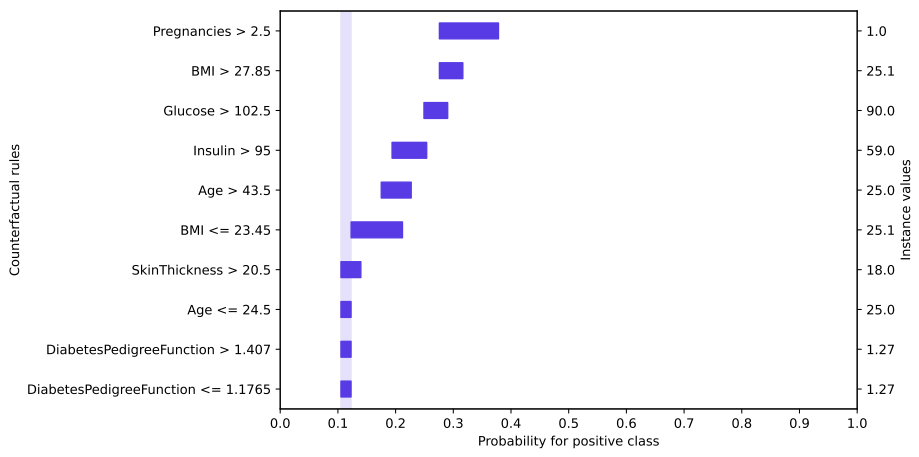 Counterfactual rules
Pregnancies > 2.5 1.0
BMI > 27.85 25.1
Glucose > 102.5 90.0
Insulin > 95 59.0
Age > 43.5 25.0
BMI <= 23.45 25.1
SkinThickness > 20.5 18.0
Age <= 24.5 25.0
DiabetesPedigreeFunction > 1.407 1.27
DiabetesPedigreeFunction <= 1.1765 1.27
Instance values
0.0 0.1 0.2 0.3 0.4 0.5 0.6 0.7 0.8 0.9 1.0
Probability for positive class